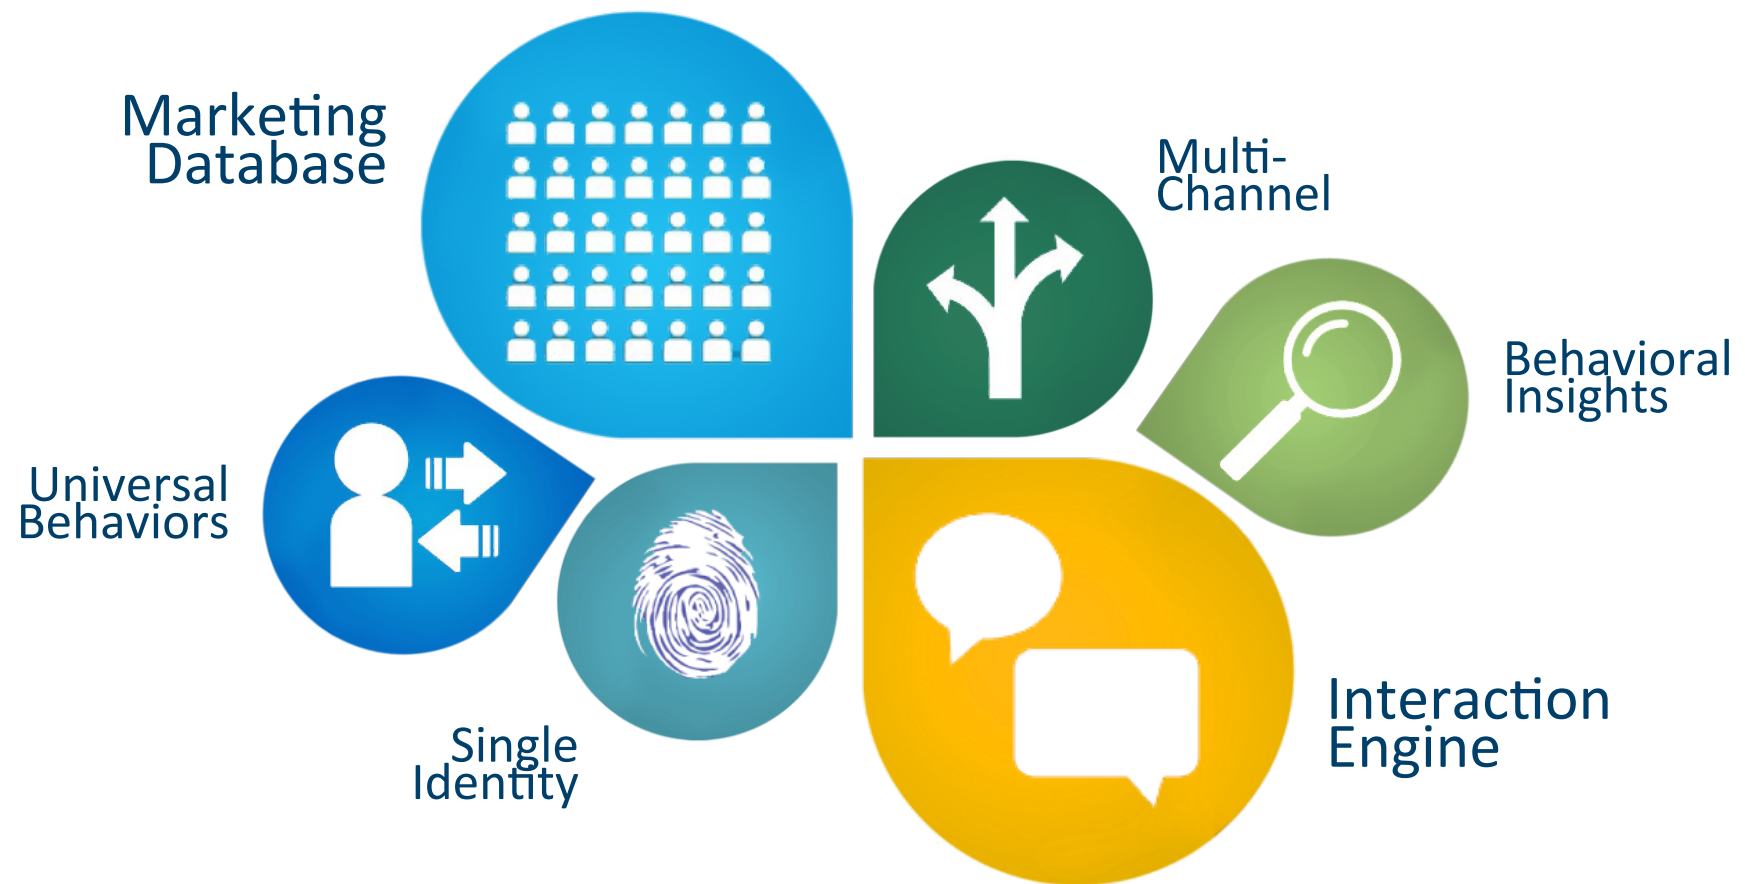 Marketing
Database
Multi-
Channel
Behavioral
Insights
Universal
Behaviors
Single
Identity
Interaction
Engine